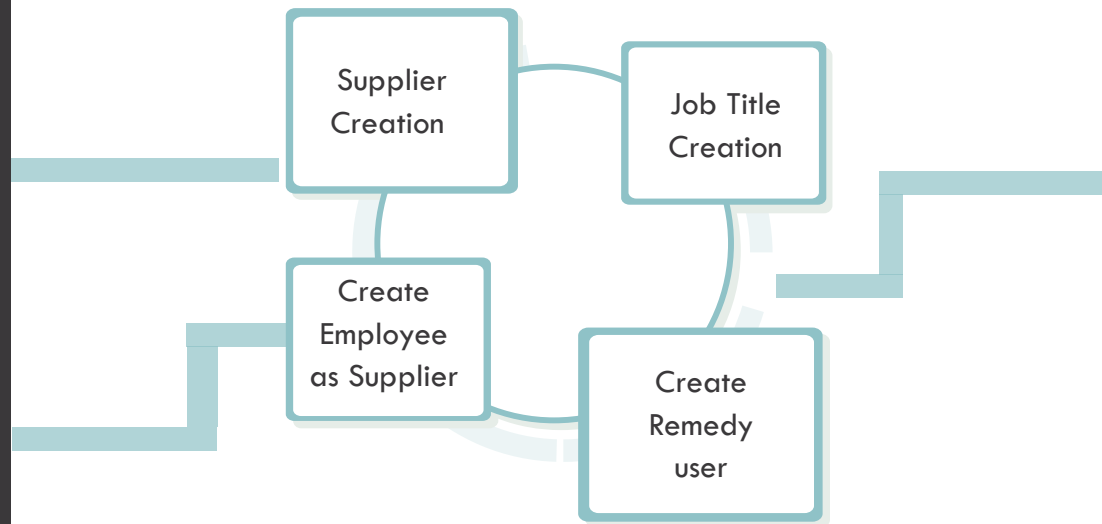 Supplier
Creation
Job Title
Creation
Create
Employee
as Supplier
Create
Remedy
user